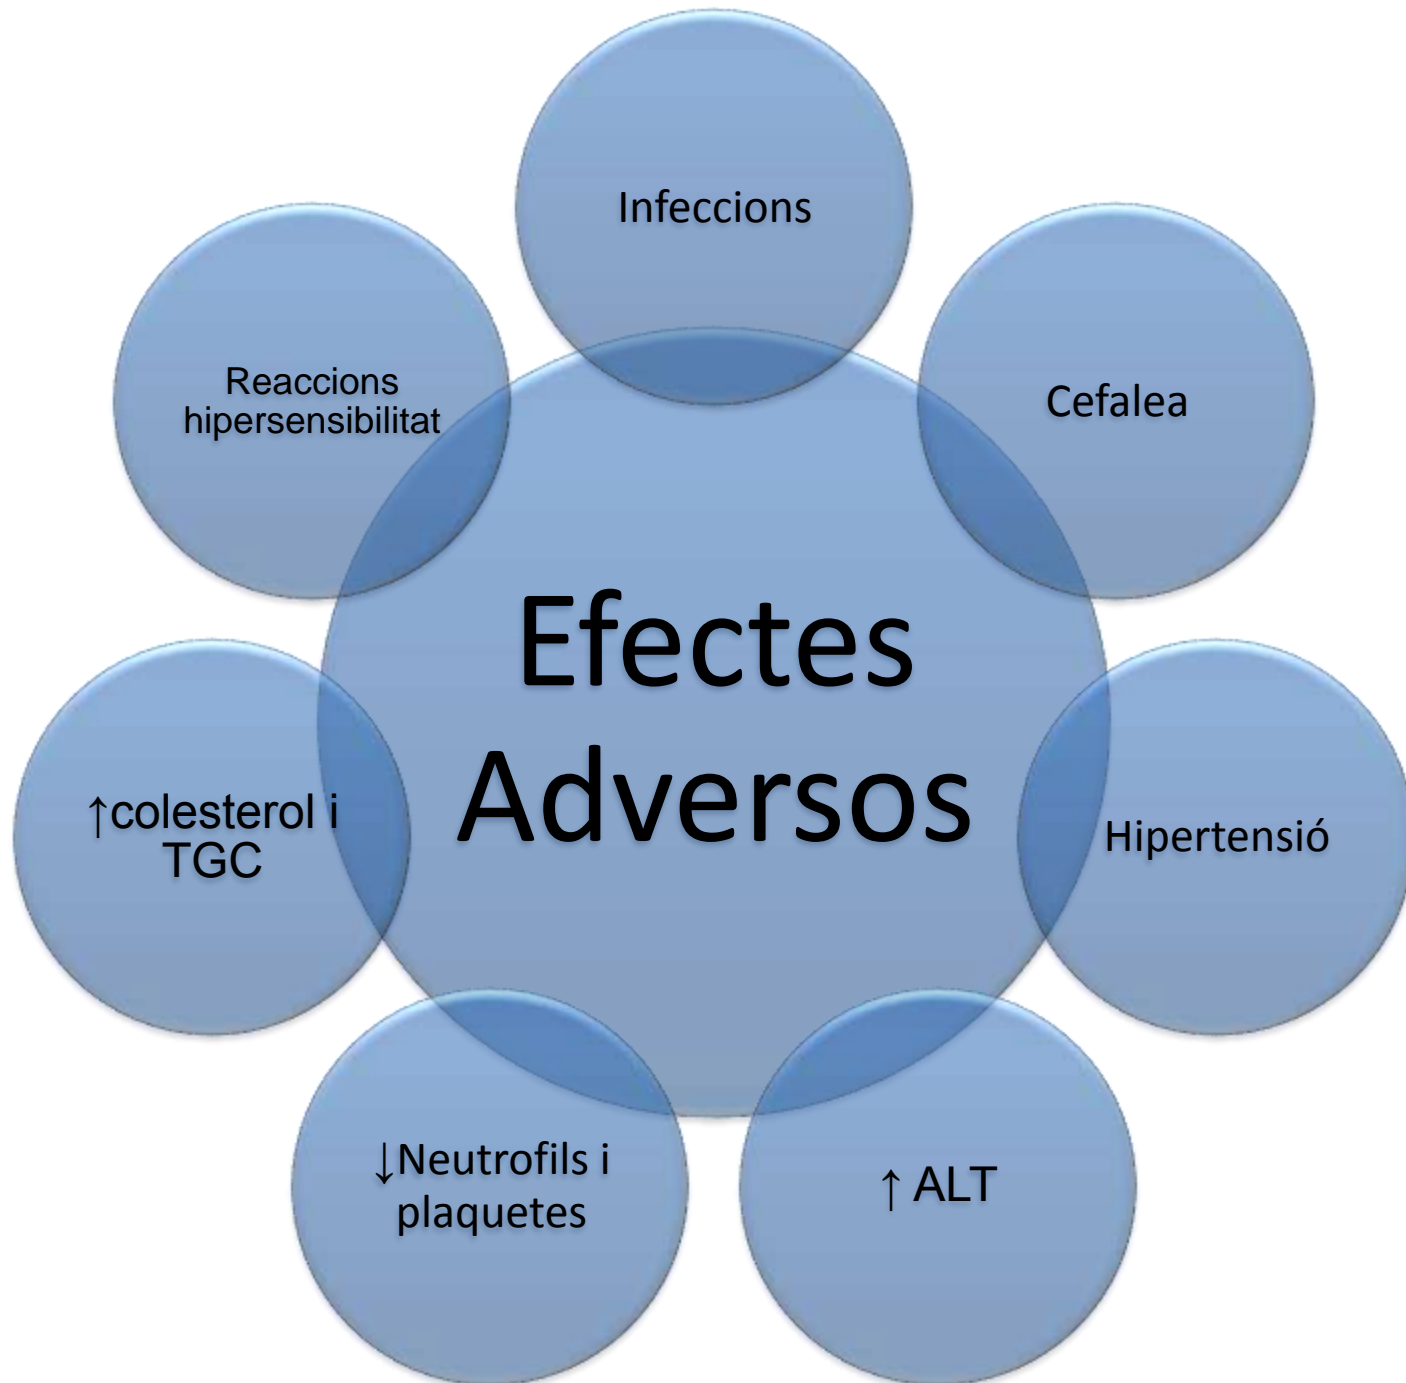 Infeccions
Cefalea
Hipertensió
↑ ALT
↓Neutrofils i
plaquetes
↑colesterol i
TGC
Reaccions
hipersensibilitat
Efectes
Adversos